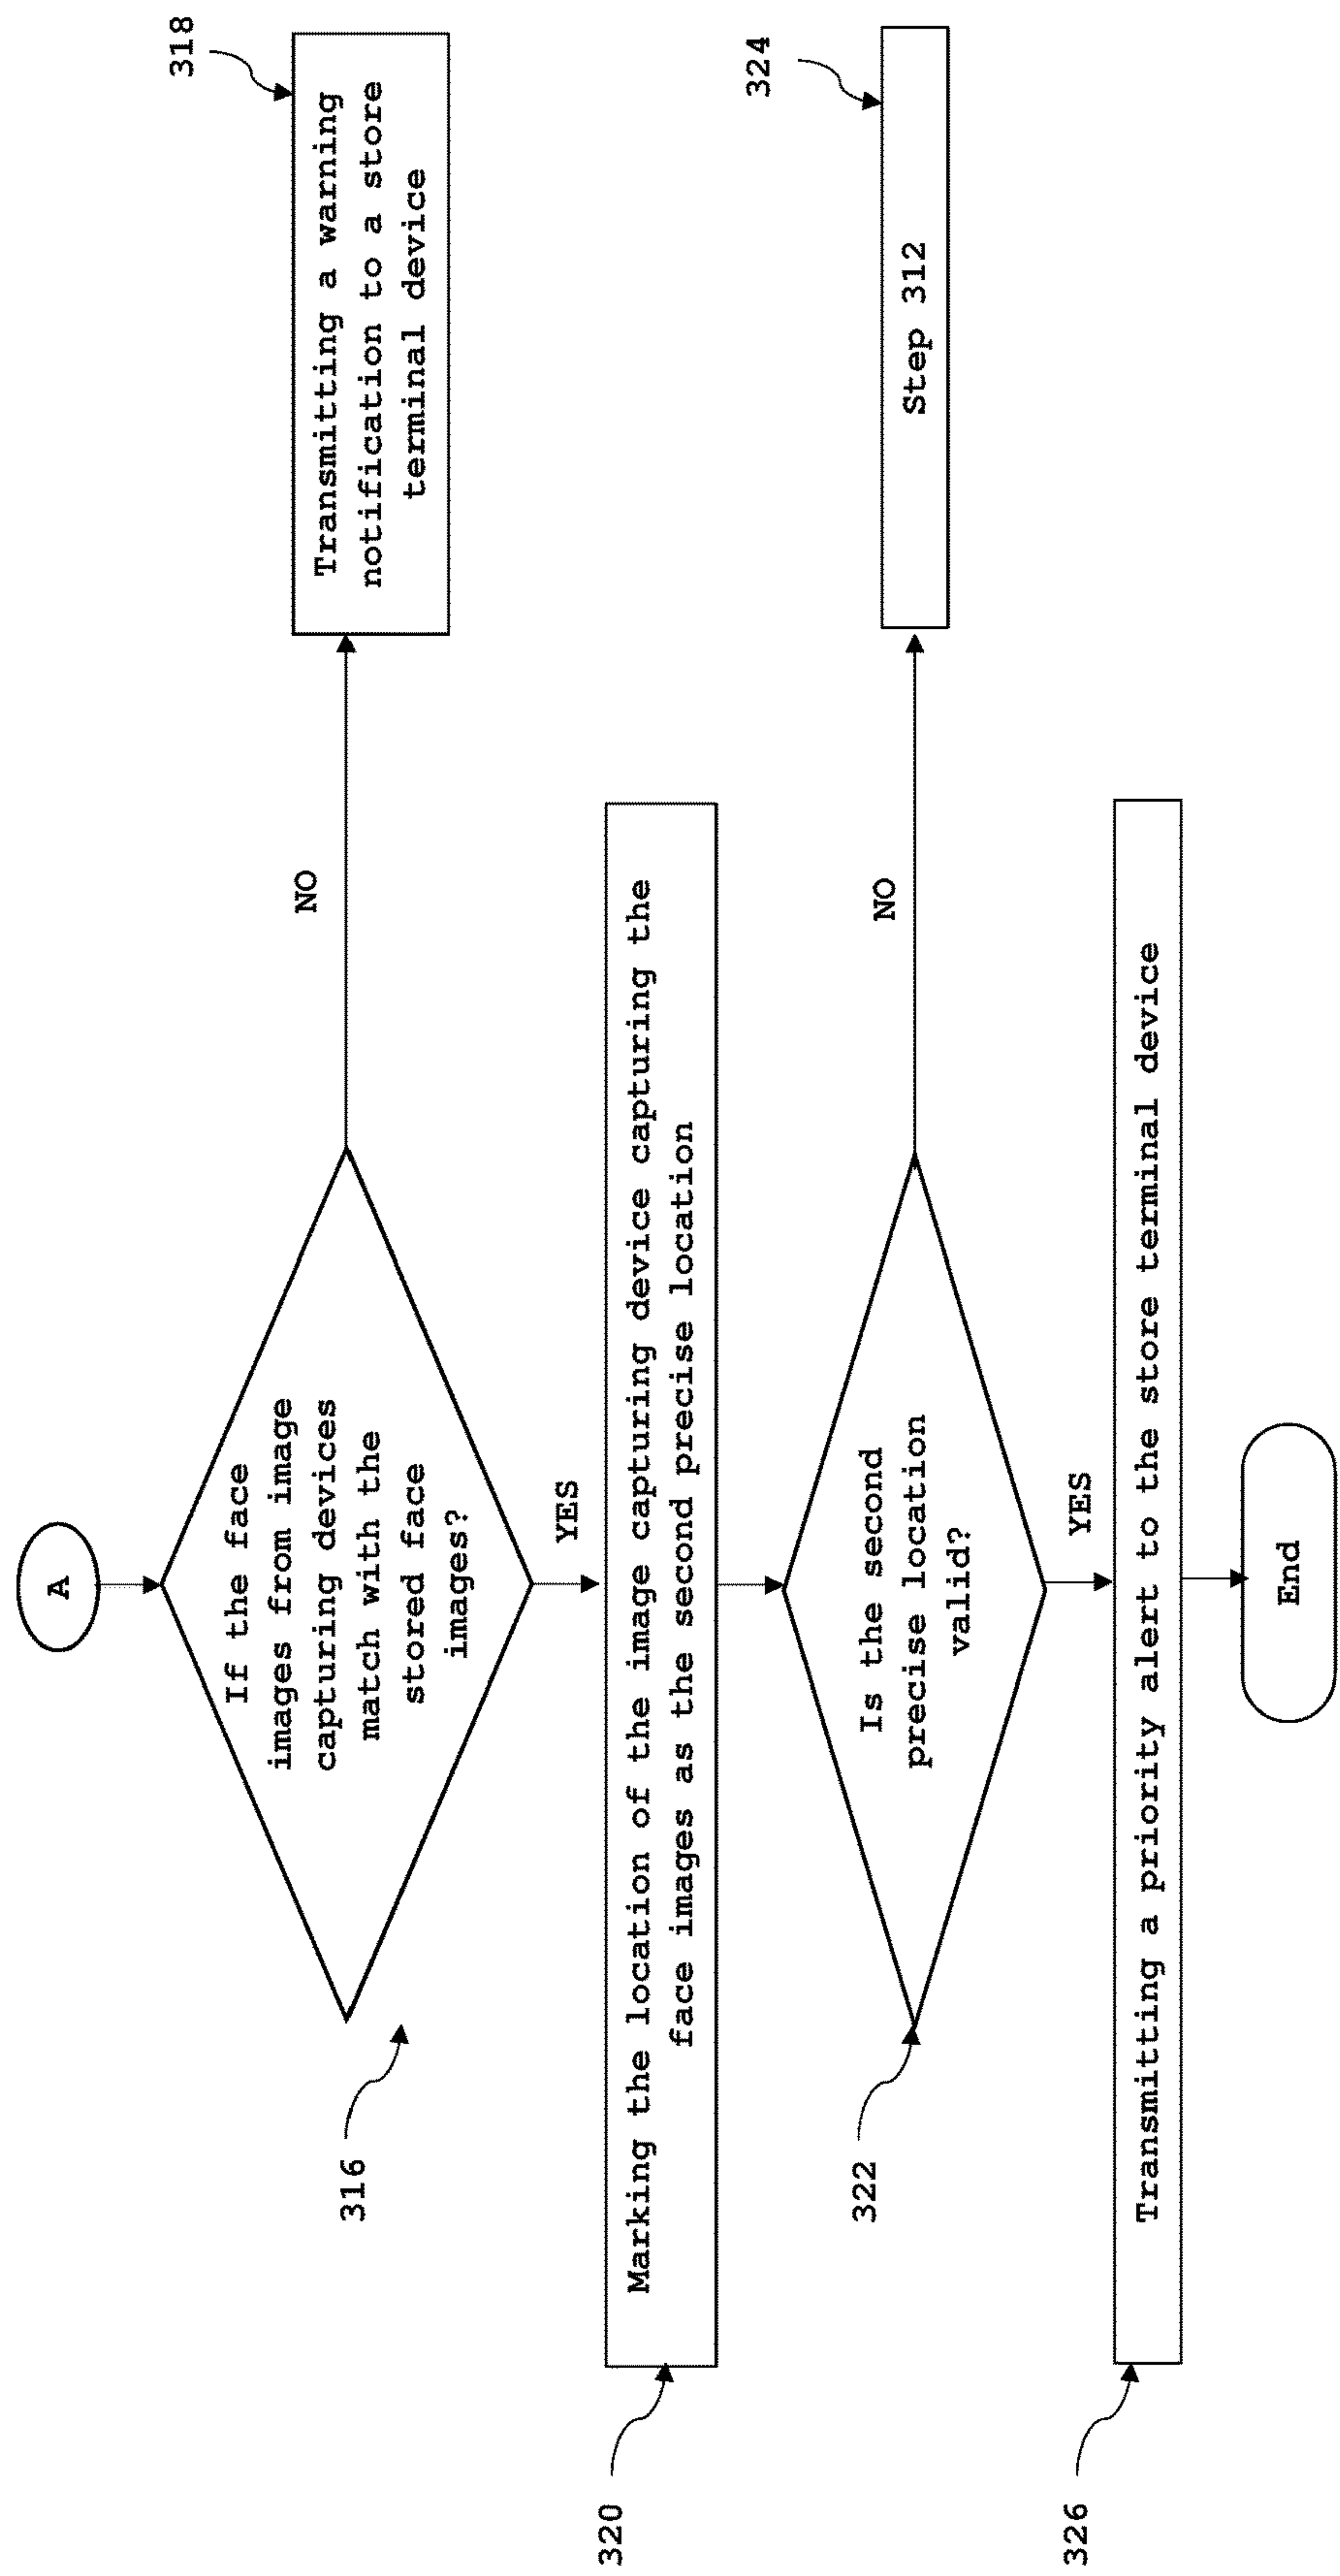 A
316
If the face
images from image
capturing devices
match with the
stored face
images?
NO
318
Transmitting a warning
notification to a store
terminal device
YES
320
Marking the location of the image capturing device capturing the
face images as the second precise location
322
Is the second
precise location
valid?
NO
324
Step 312
YES
326
Transmitting a priority alert to the store terminal device
End